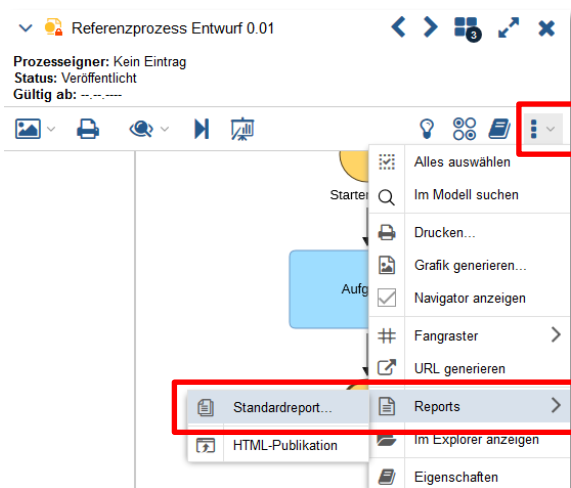 Referenzprozess Entwurf 0.01
3
Prozesseigner: Kein Eintrag
Status: Veröffentlicht
Gültig ab: --.--.----
Alles auswählen
Starte
Im Modell suchen
Drucken...
Grafik generieren...
Aufg
Navigator anzeigen
Fangraster
URL generieren
Standardreport...
Reports
HTML-Publikation
Im Explorer anzeigen
Eigenschaften